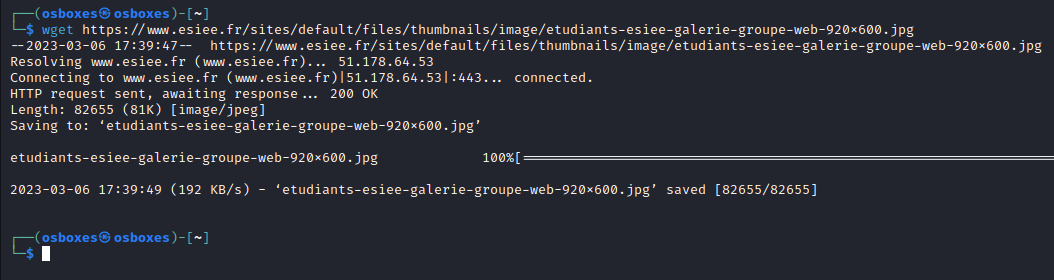 ┌──(osboxes㉿osboxes)-[~]
└─$ wget https://www.esiee.fr/sites/default/files/thumbnails/image/etudiants-esiee-galerie-groupe-web-920×600.jpg
--2023-03-06 17:39:47--  https://www.esiee.fr/sites/default/files/thumbnails/image/etudiants-esiee-galerie-groupe-web-920×600.jpg
Resolving www.esiee.fr (www.esiee.fr)... 51.178.64.53
Connecting to www.esiee.fr (www.esiee.fr)|51.178.64.53|:443... connected.
HTTP request sent, awaiting response... 200 OK
Length: 82655 (81K) [image/jpeg]
Saving to: ‘etudiants-esiee-galerie-groupe-web-920×600.jpg’
etudiants-esiee-galerie-groupe-web-920×600.jpg 100%[==================================================================
2023-03-06 17:39:49 (192 KB/s) - ‘etudiants-esiee-galerie-groupe-web-920×600.jpg’ saved [82655/82655]
┌──(osboxes㉿osboxes)-[~]
└─$